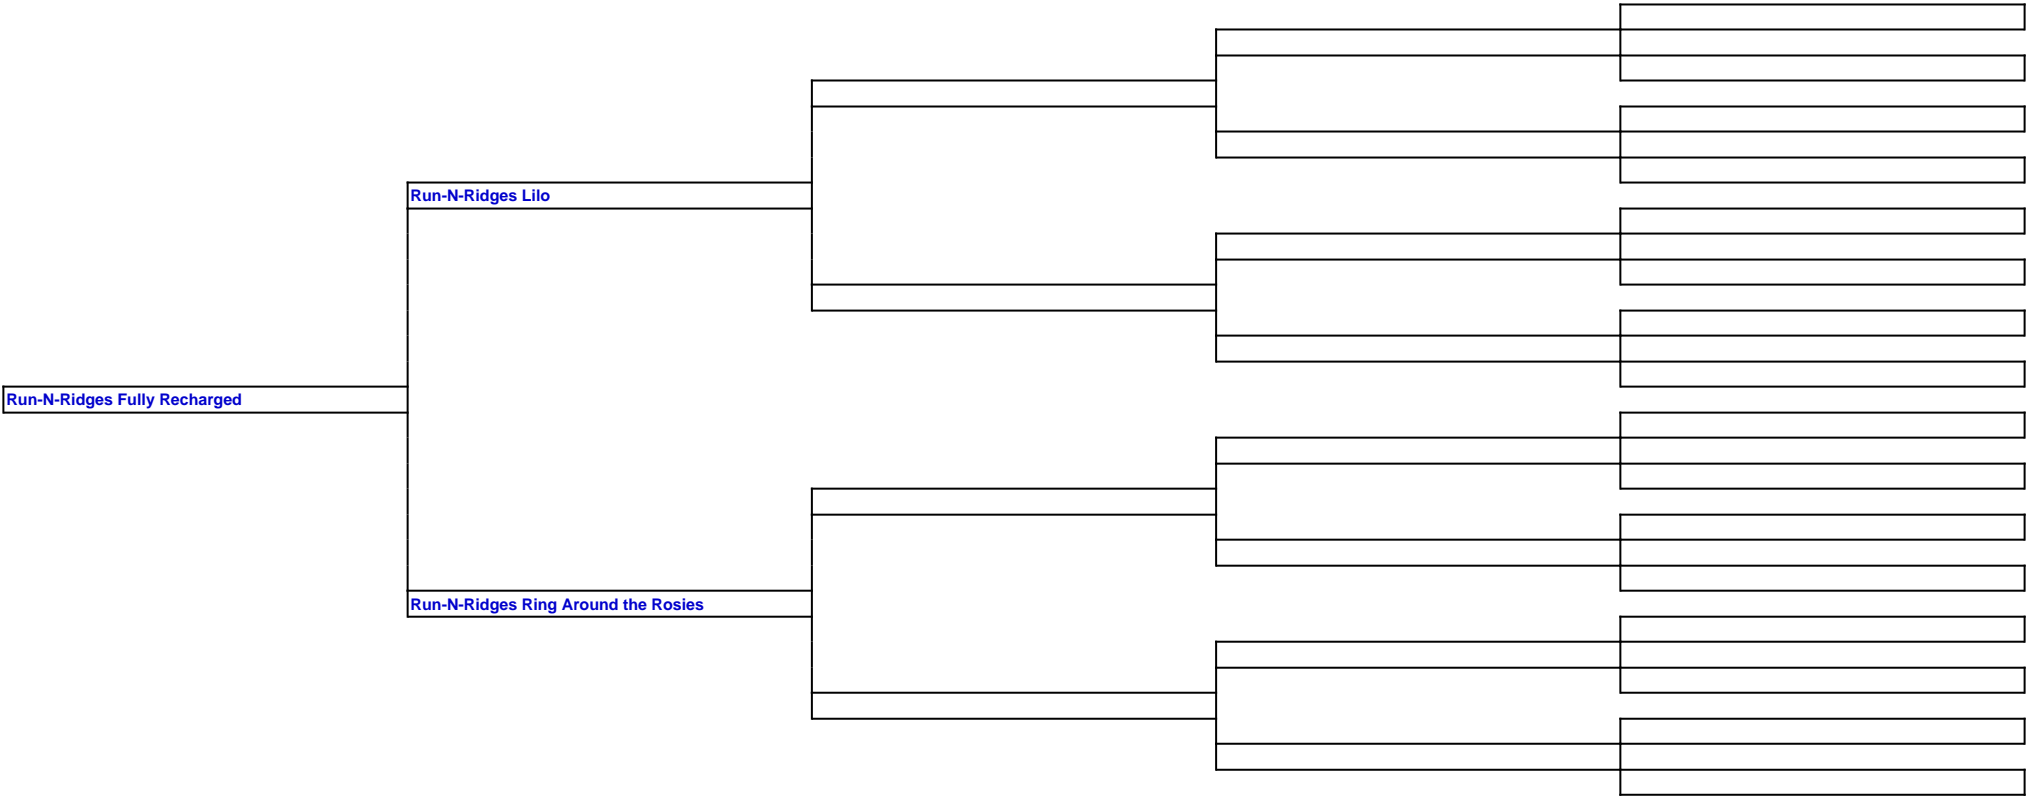 Run-N-Ridges Lilo
Run-N-Ridges Fully Recharged
Run-N-Ridges Ring Around the Rosies